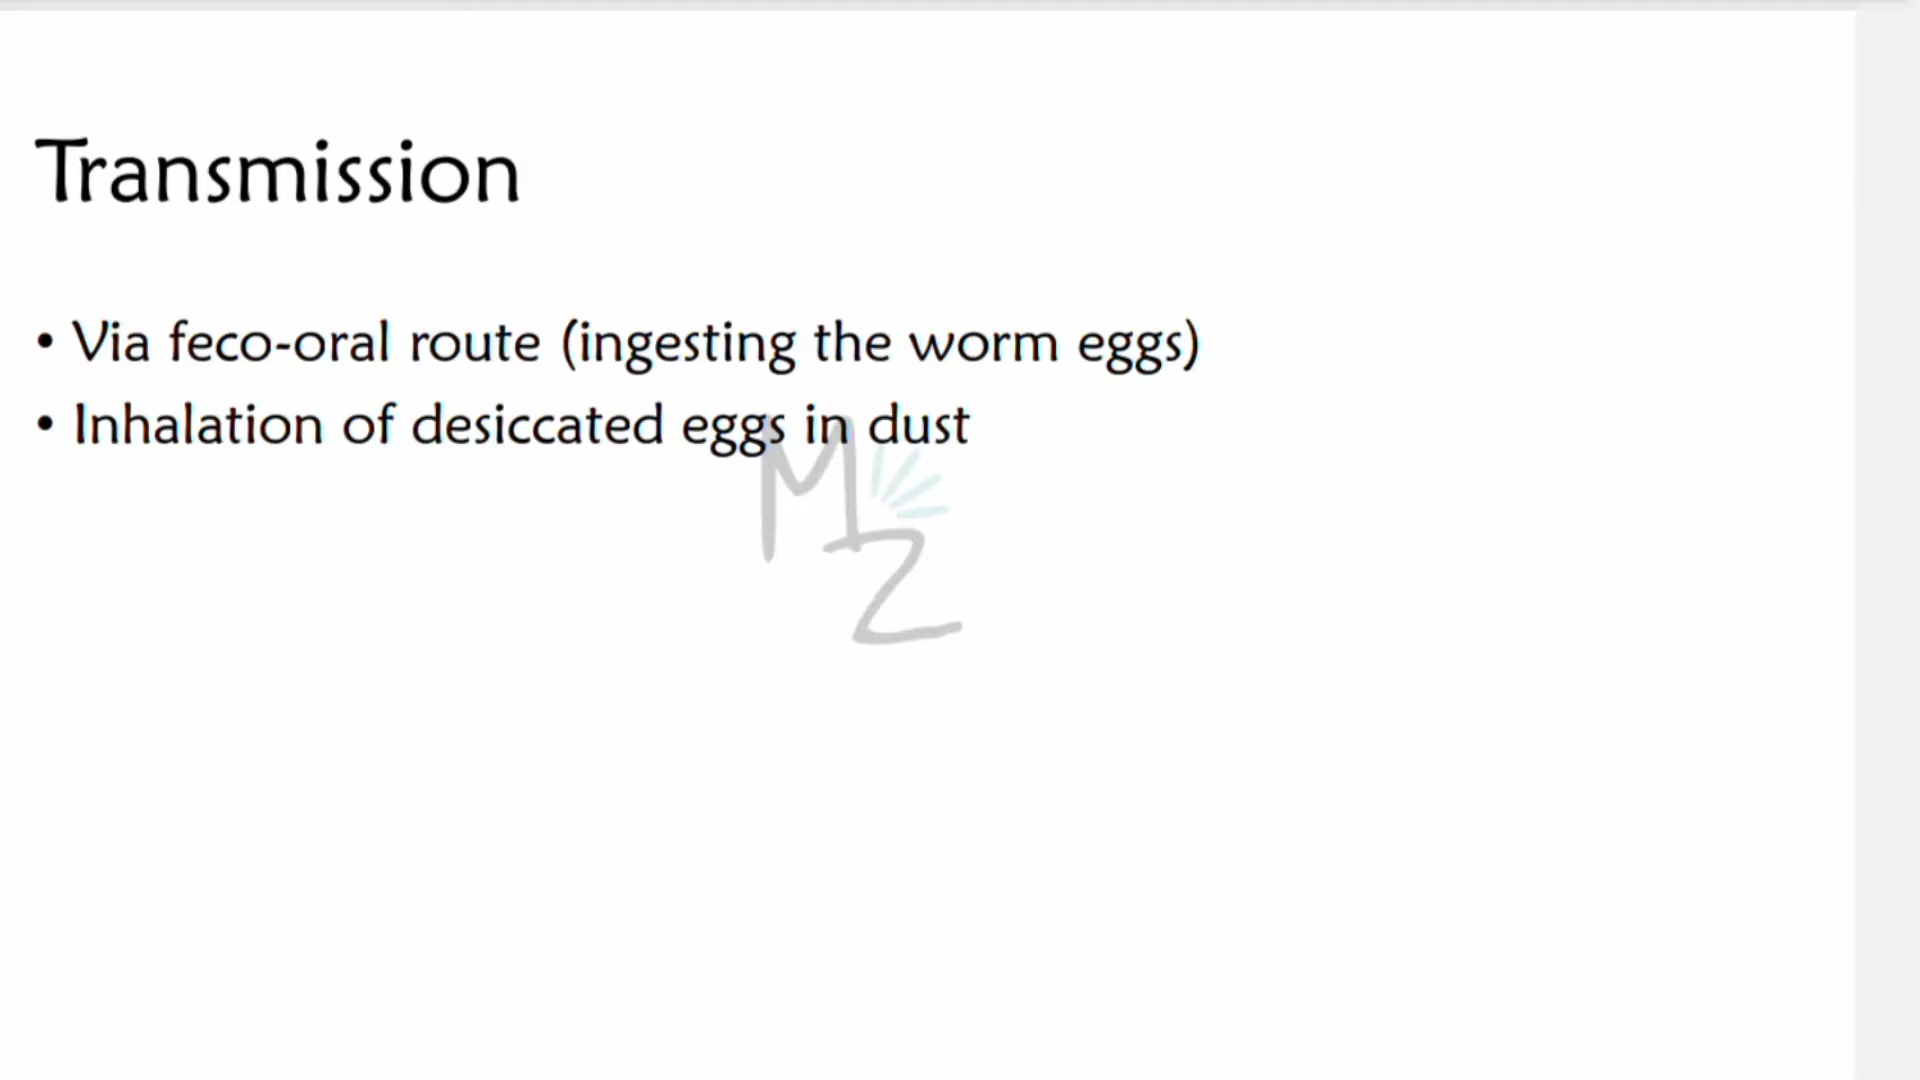 Transmission
• Via feco-oral route (ingesting the worm eggs)
• Inhalation of desiccated eggs in dust
M
Z